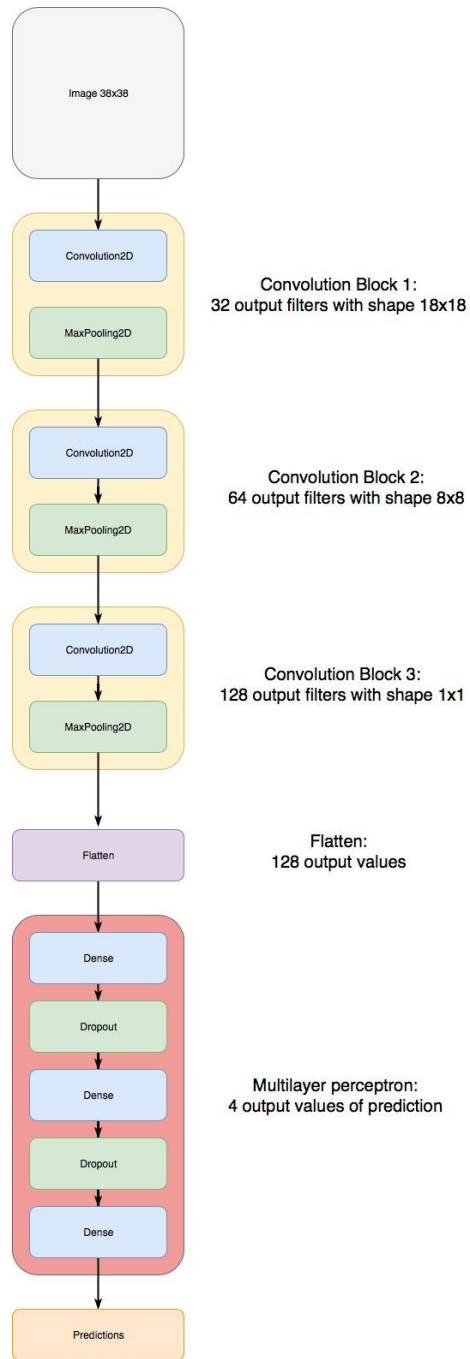 Image 38x38
Convolution2D
Convolution Block 1:
32 output filters with shape 18x18
MaxPooling2D
Convolution2D
Convolution Block 2:
64 output filters with shape 8x8
MaxPooling2D
Convolution2D
Convolution Block 3:
128 output filters with shape 1x1
MaxPooling2D
Flatten
Flatten:
128 output values
Dense
Dropout
Dense
Multilayer perceptron:
4 output values of prediction
Dropout
Dense
Predictions